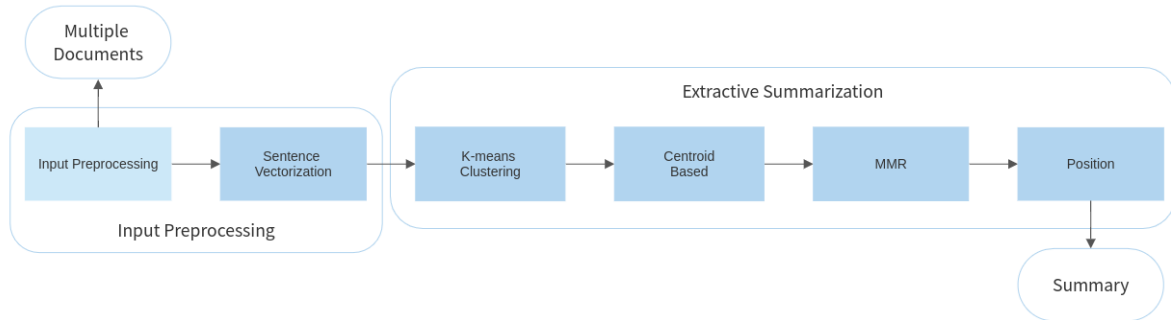 Multiple
Documents
Extractive Summarization
Input Preprocessing
Sentence
Vectorization
K-means
Clustering
Centroid
Based
MMR
Position
Input Preprocessing
Summary